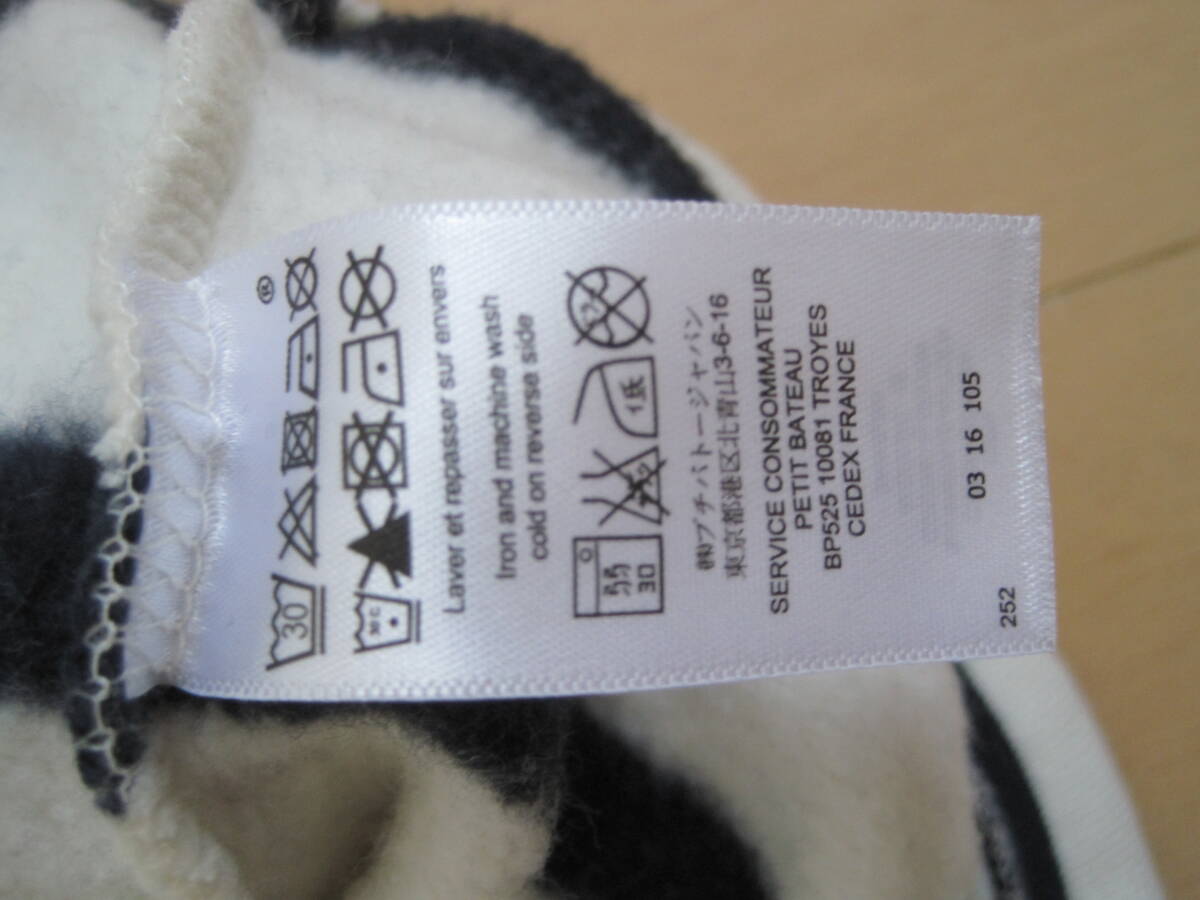 ®
30
30 C
Laver et repasser sur envers
Iron and machine wash
cold on reverse side
弱
30
低
㈱プチバトージャパン
東京都港区北青山3-6-16
SERVICE CONSOMMATEUR
PETIT BATEAU
BP525 10081 TROYES
CEDEX FRANCE
03 16 105
252